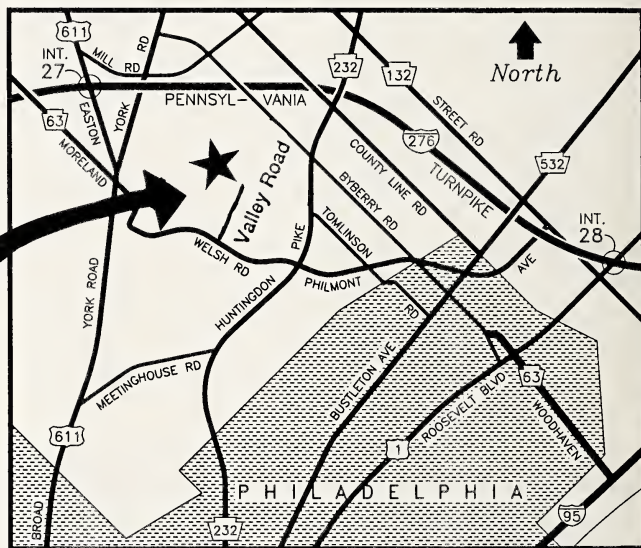 611
INT.
27
MILL RD
RD
232
132
North
63
EASTON
YORK
PENNSYL-VANIA
STREET RD
532
MORELAND
276
TURNPIKE
COUNTY LINE RD
BYBERRY RD
Valley Road
INT.
28
WELSH RD
PIKE
TOMLINSON
RD
AVE
PHILMONT
HUNTINGDON
YORK ROAD
MEETINGHOUSE RD
BUSTLETON AVE
ROOSEVELT BLVD
63
WOODHAVEN
611
1
PHILADELPHIA
BROAD
232
95